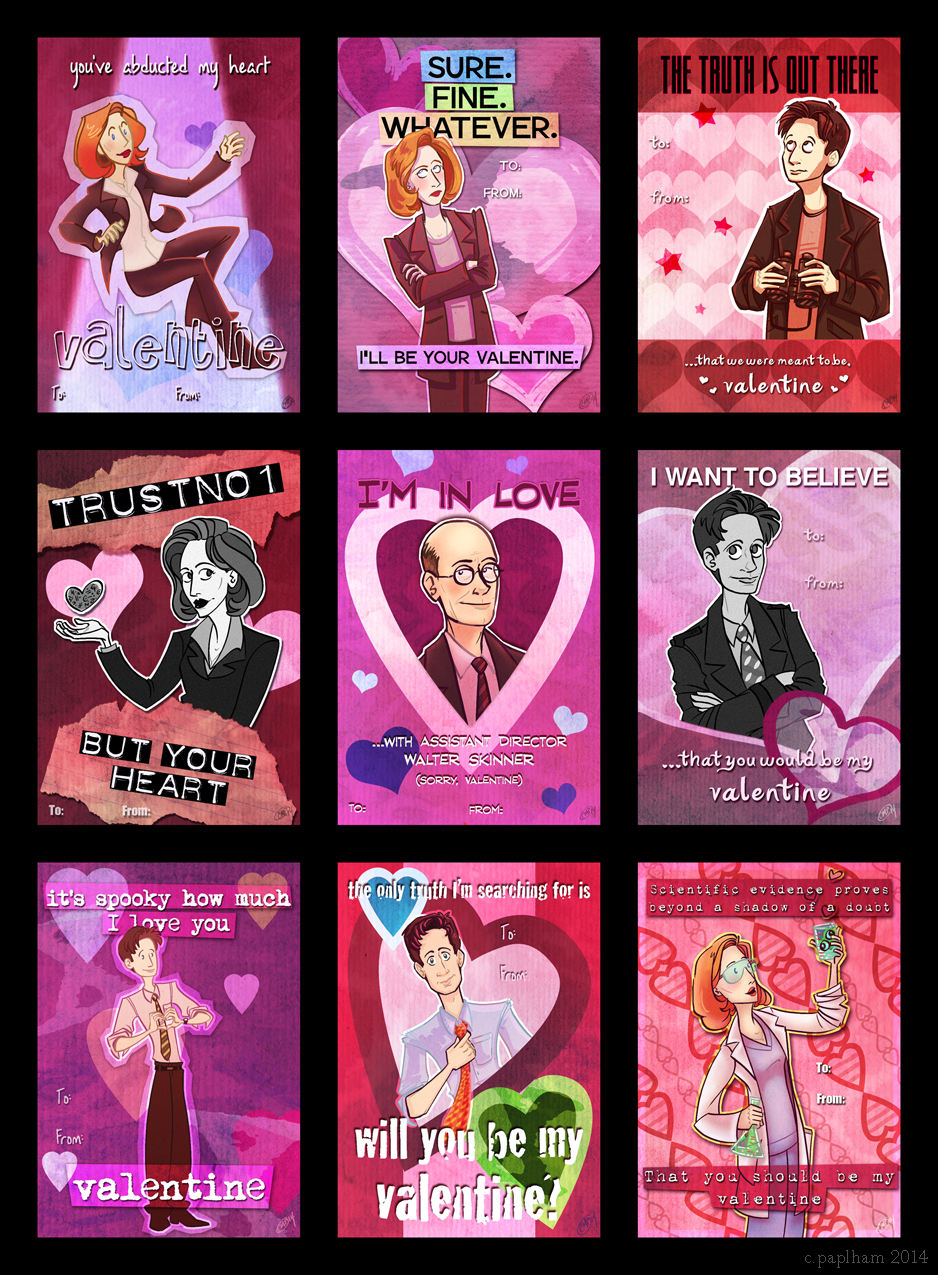 you've abducted my heart
valentine
To: From:
SURE.
FINE.
WHATEVER.
TO:
FROM:
I'LL BE YOUR VALENTINE.
THE TRUTH IS OUT THERE
to:
from:
...that we were meant to be.
valentine
TRUSTNO1
BUT YOUR
HEART
To: From:
I'M IN LOVE
...WITH ASSISTANT DIRECTOR
WALTER SKINNER
(SORRY, VALENTINE)
TO: FROM:
I WANT TO BELIEVE
to:
from:
...that you would be my
valentine
it's spooky how much
I love you
To:
From:
valentine
the only truth I'm searching for is
To:
From:
will you be my
valentine?
Scientific evidence proves
beyond a shadow of a doubt
To:
From:
That you should be my
valentine
c.paplham 2014